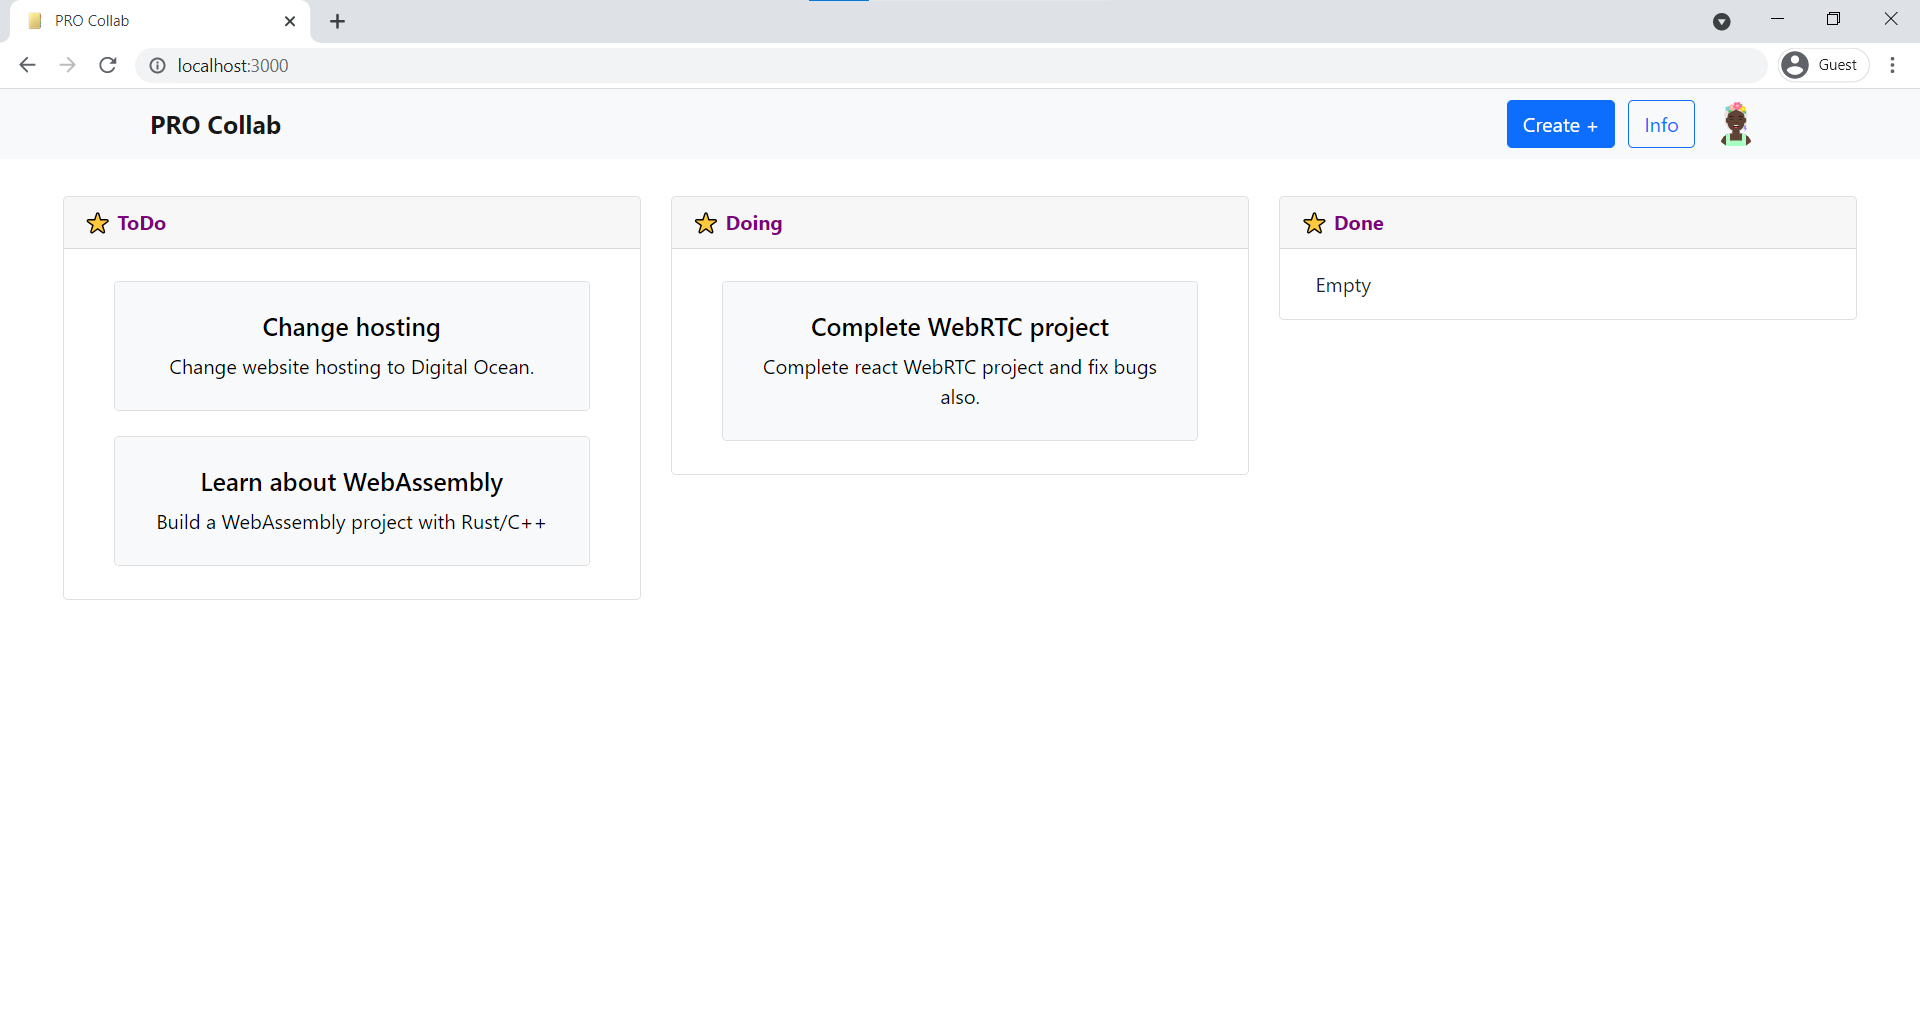 PRO Collab
localhost:3000
Guest
PRO Collab
Create +
Info
ToDo
Change hosting
Change website hosting to Digital Ocean.
Learn about WebAssembly
Build a WebAssembly project with Rust/C++
Doing
Complete WebRTC project
Complete react WebRTC project and fix bugs
also.
Done
Empty